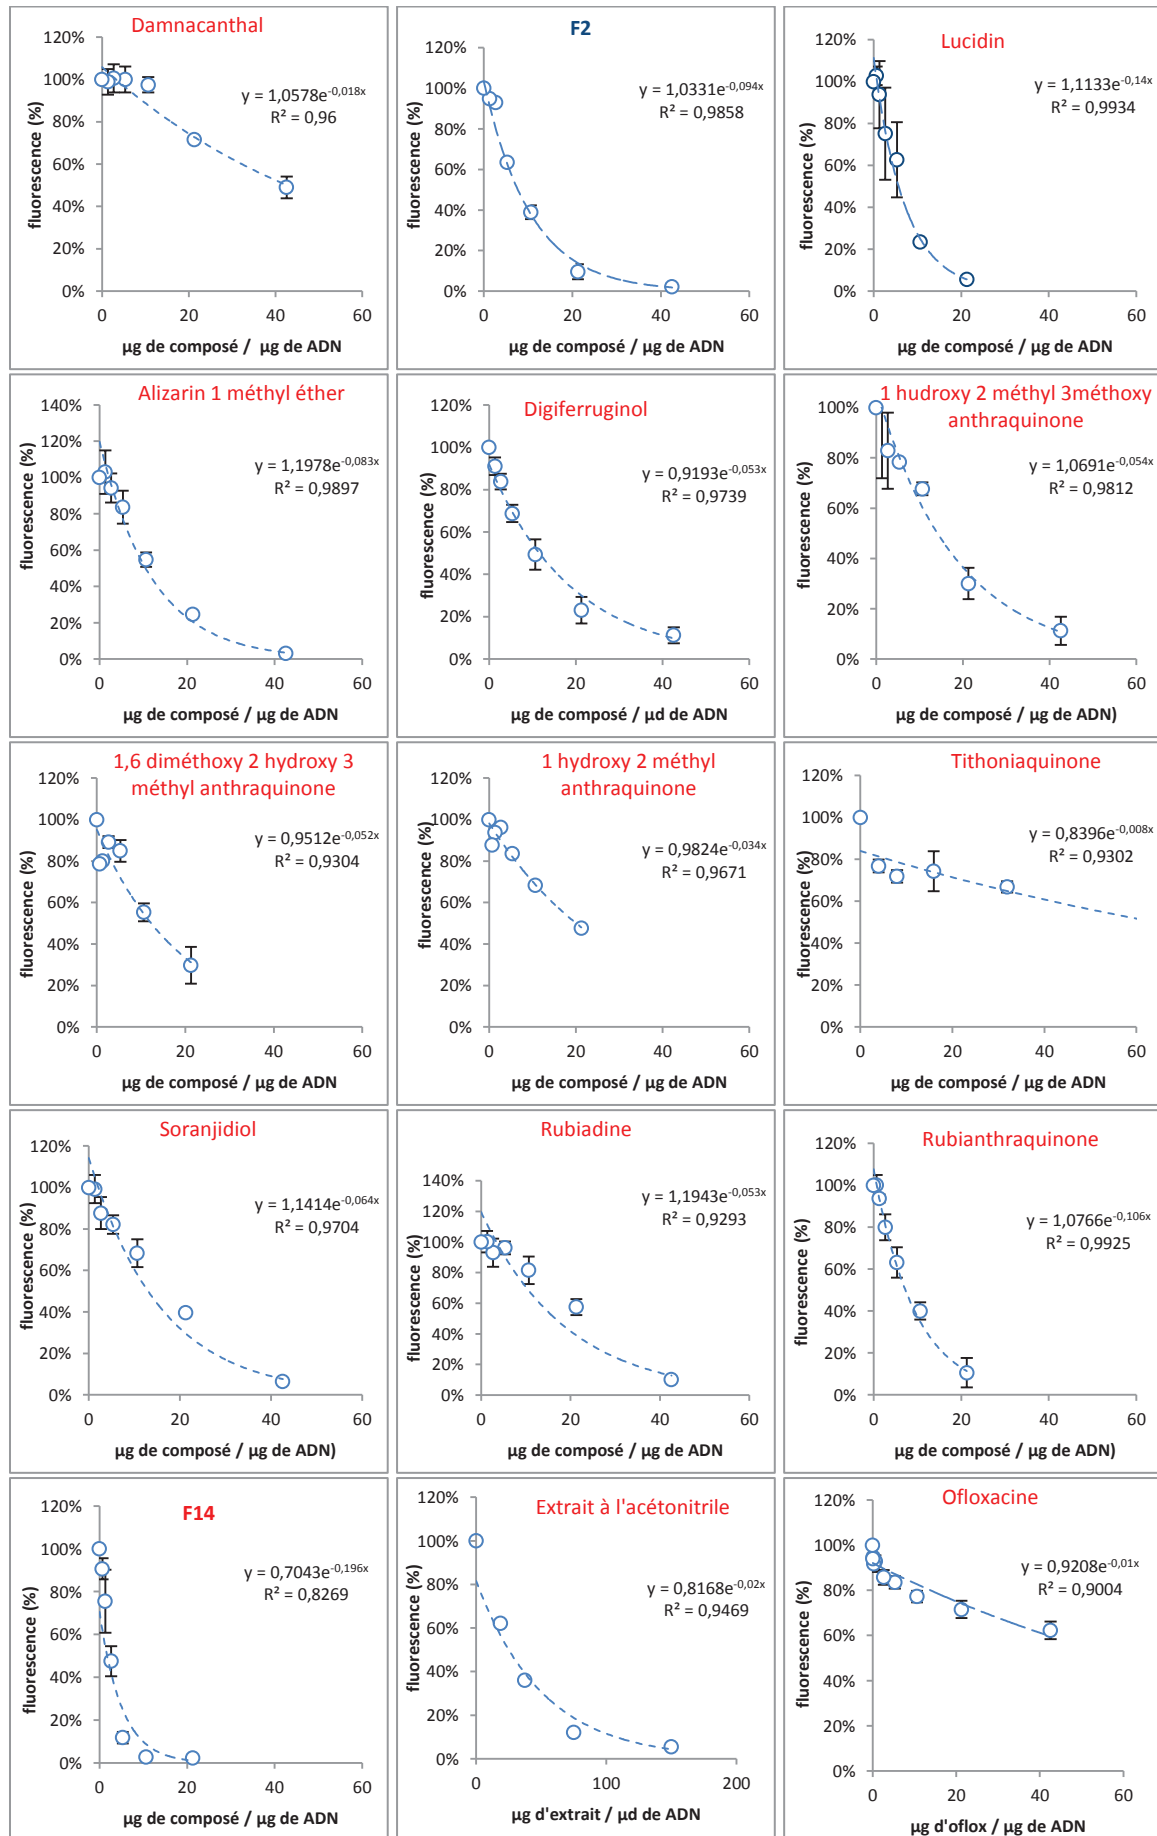 Damnacanthal
120%
100%
80%
60%
40%
20%
0%
fluorescence (%)
y = 1,0578e-0,018x
R² = 0,96
0 20 40 60
µg de composé / µg de ADN
F2
120%
100%
80%
60%
40%
20%
0%
fluorescence (%)
y = 1,0331e-0,094x
R² = 0,9858
0 20 40 60
µg de composé / µg de ADN
Lucidin
120%
100%
80%
60%
40%
20%
0%
fluorescence (%)
y = 1,1133e-0,14x
R² = 0,9934
0 20 40 60
µg de composé / µg de ADN
Alizarin 1 méthyl éther
140%
120%
100%
80%
60%
40%
20%
0%
fluorescence (%)
y = 1,1978e-0,083x
R² = 0,9897
0 20 40 60
µg de composé / µg de ADN
Digiferruginol
120%
100%
80%
60%
40%
20%
0%
fluorescence (%)
y = 0,9193e-0,053x
R² = 0,9739
0 20 40 60
µg de composé / µd de ADN
1 hudroxy 2 méthyl 3méthoxy
anthraquinone
100%
80%
60%
40%
20%
0%
fluorescence (%)
y = 1,0691e-0,054x
R² = 0,9812
0 20 40 60
µg de composé / µg de ADN)
1,6 diméthoxy 2 hydroxy 3
méthyl anthraquinone
120%
100%
80%
60%
40%
20%
0%
fluorescence (%)
y = 0,9512e-0,052x
R² = 0,9304
0 20 40 60
µg de composé / µg de ADN
1 hydroxy 2 méthyl
anthraquinone
120%
100%
80%
60%
40%
20%
0%
fluorescence (%)
y = 0,9824e-0,034x
R² = 0,9671
0 20 40 60
µg de composé / µg de ADN
Tithoniaquinone
120%
100%
80%
60%
40%
20%
0%
fluorescence (%)
y = 0,8396e-0,008x
R² = 0,9302
0 20 40 60
µg de composé / µg de ADN
Soranjidiol
120%
100%
80%
60%
40%
20%
0%
fluorescence (%)
y = 1,1414e-0,064x
R² = 0,9704
0 20 40 60
µg de composé / µg de ADN)
Rubiadine
140%
120%
100%
80%
60%
40%
20%
0%
fluorescence (%)
y = 1,1943e-0,053x
R² = 0,9293
0 20 40 60
µg de composé / µg de ADN
Rubianthraquinone
120%
100%
80%
60%
40%
20%
0%
fluorescence (%)
y = 1,0766e-0,106x
R² = 0,9925
0 20 40 60
µg de composé / µg de ADN)
F14
120%
100%
80%
60%
40%
20%
0%
fluorescence (%)
y = 0,7043e-0,196x
R² = 0,8269
0 20 40 60
µg de composé / µg de ADN
Extrait à l'acétonitrile
120%
100%
80%
60%
40%
20%
0%
fluorescence (%)
y = 0,8168e-0,02x
R² = 0,9469
0 100 200
µg d'extrait / µd de ADN
Ofloxacine
120%
100%
80%
60%
40%
20%
0%
fluorescence (%)
y = 0,9208e-0,01x
R² = 0,9004
0 20 40 60
µg d'oflox / µg de ADN